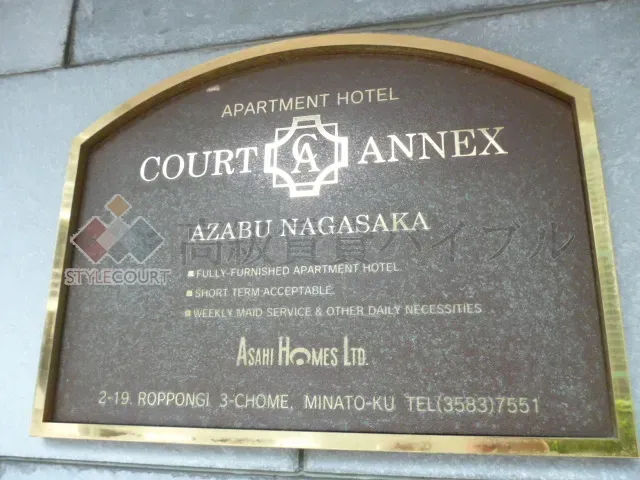 APARTMENT HOTEL
COURT CA ANNEX
AZABU NAGASAKA
高級賃貸バイブル
STYLECOURT
■ FULLY-FURNISHED APARTMENT HOTEL.
■ SHORT TERM ACCEPTABLE.
■ WEEKLY MAID SERVICE & OTHER DAILY NECESSITIES
ASAHI HOMES LTD.
2-19, ROPPONGI 3-CHOME, MINATO-KU TEL(3583)7551